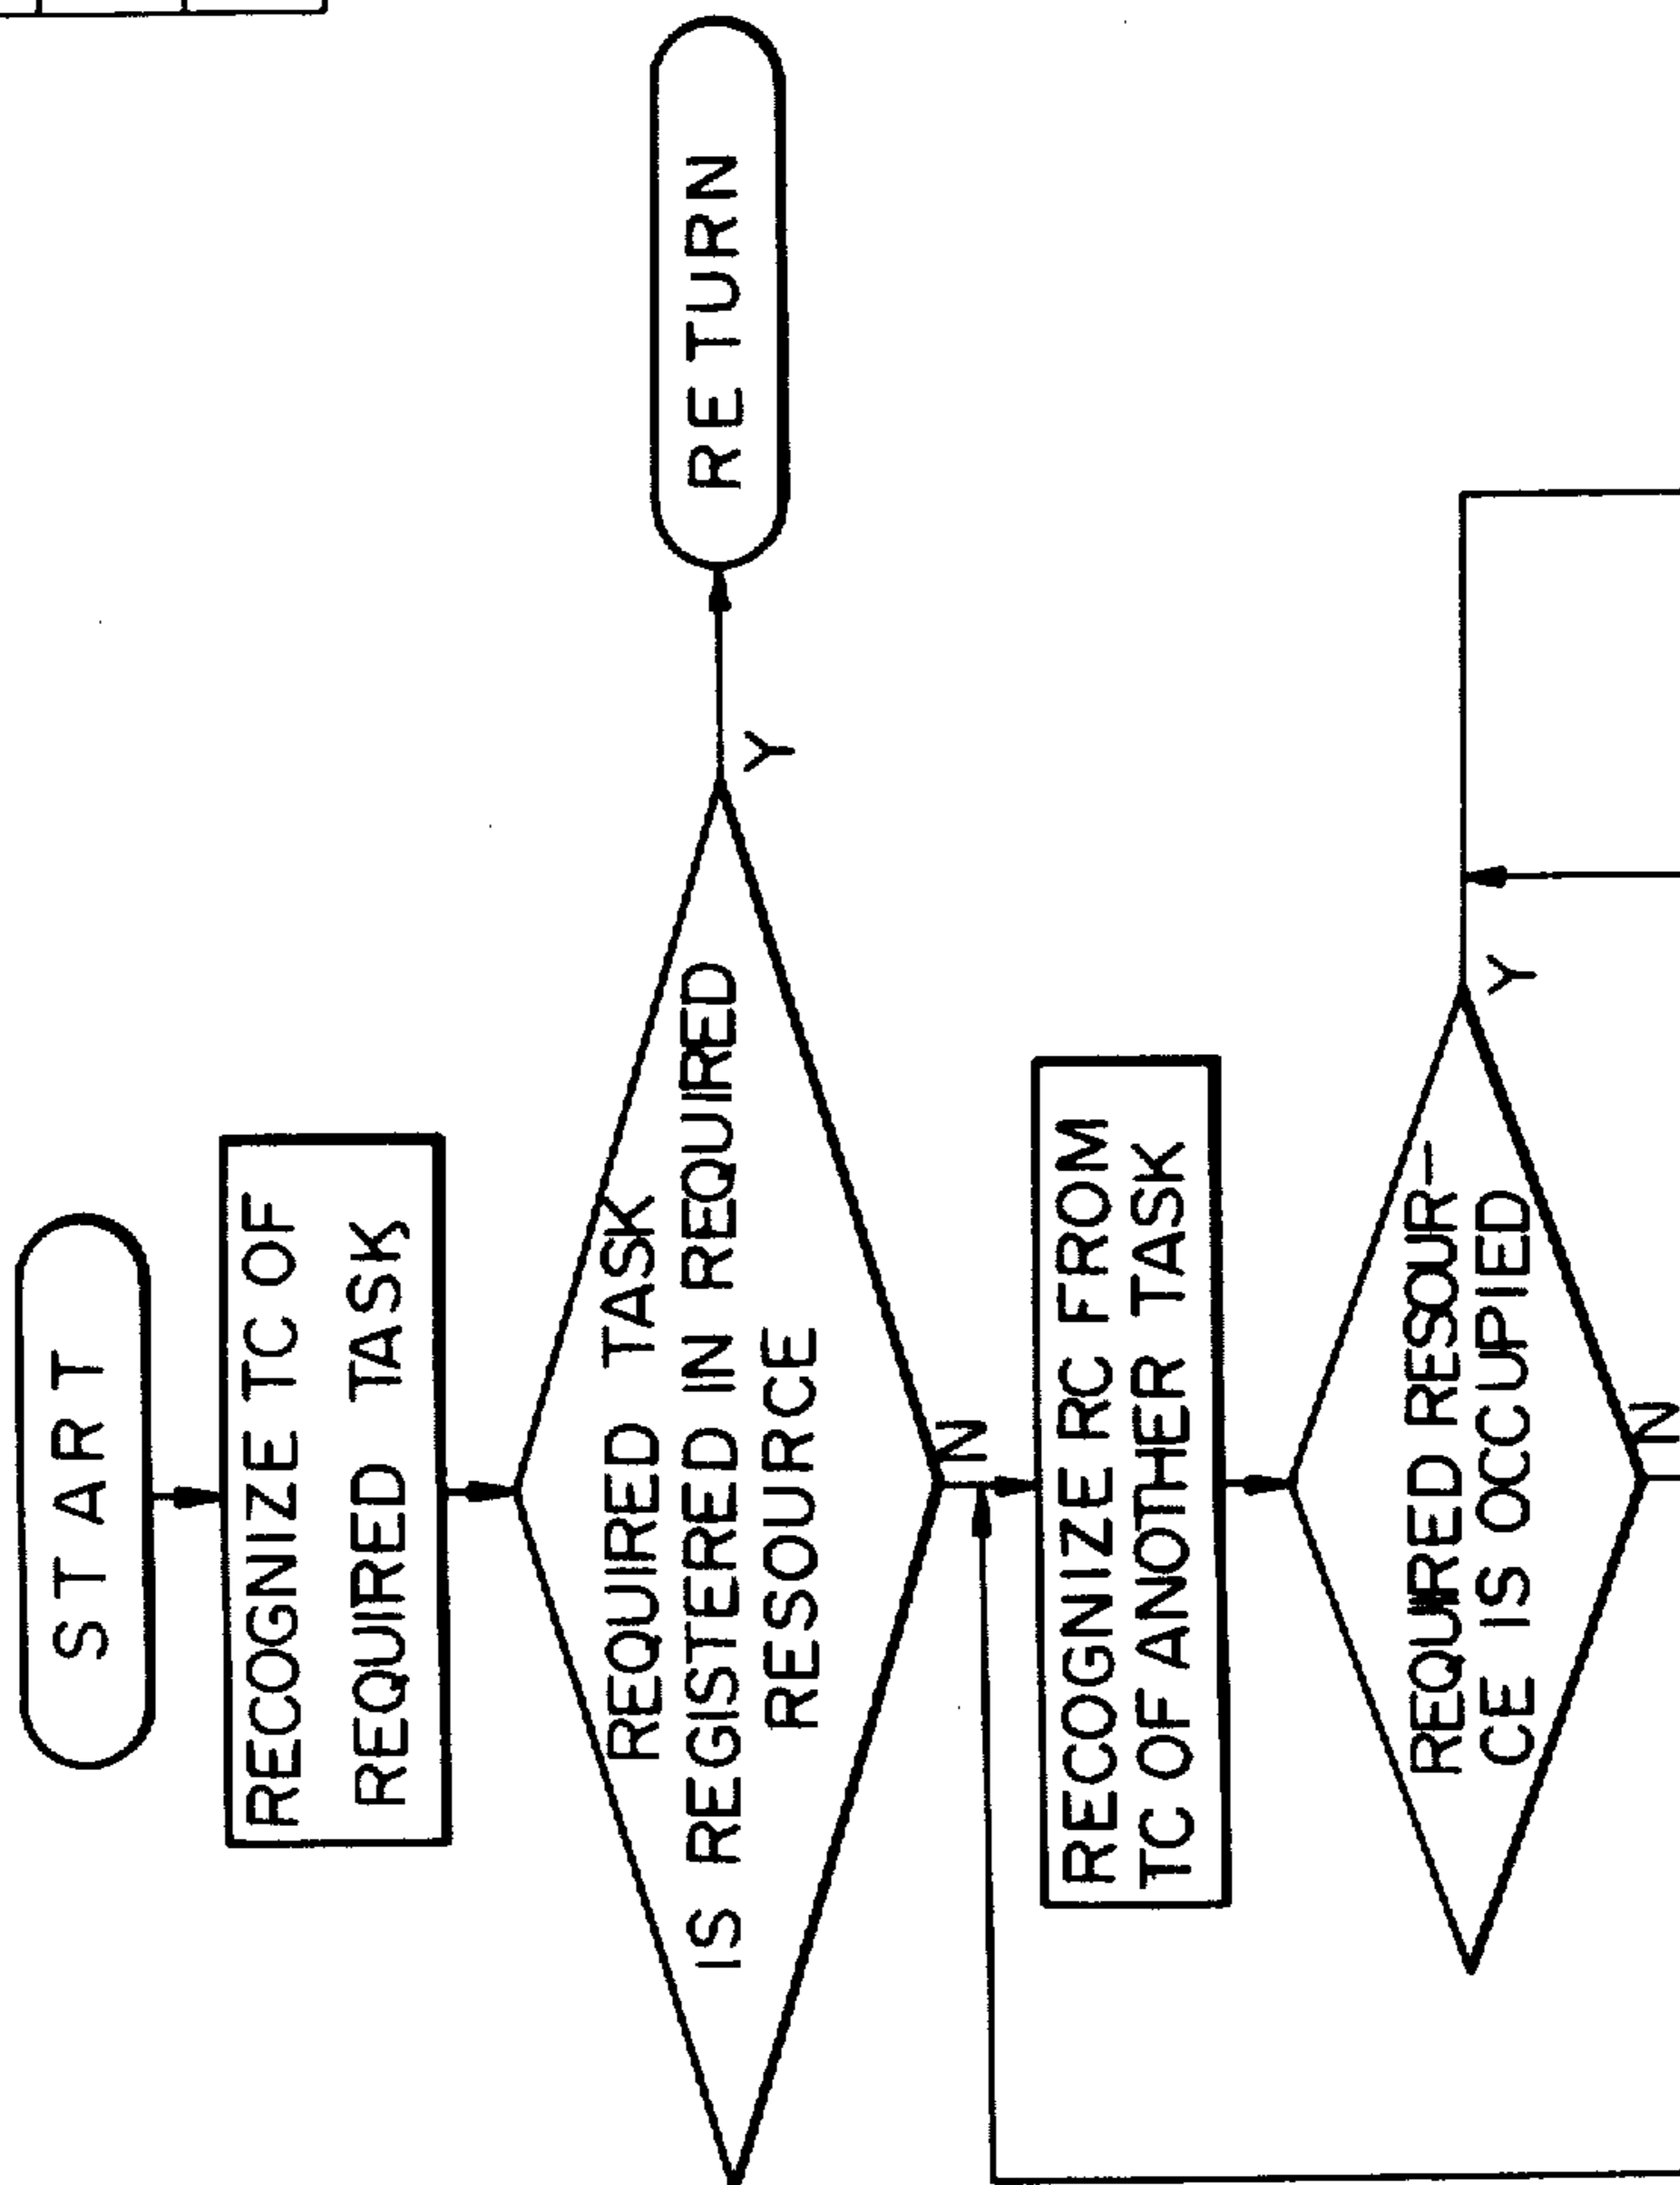 START
RECOGNIZE TC OF
REQUIRED TASK
REQUIRED TASK
IS REGISTERED IN REQUIRED
RESOURCE
Y
RETURN
N
RECOGNIZE RC FROM
TC OF ANOTHER TASK
REQUIRED RESOUR-
CE IS OCCUPIED
Y
N